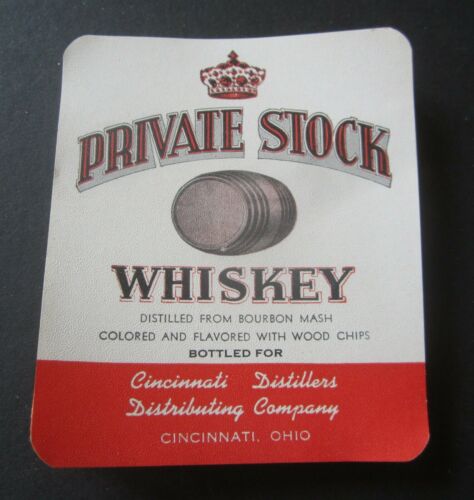 PRIVATE STOCK
WHISKEY
DISTILLED FROM BOURBON MASH
COLORED AND FLAVORED WITH WOOD CHIPS
BOTTLED FOR
Cincinnati Distillers
Distributing Company
CINCINNATI, OHIO